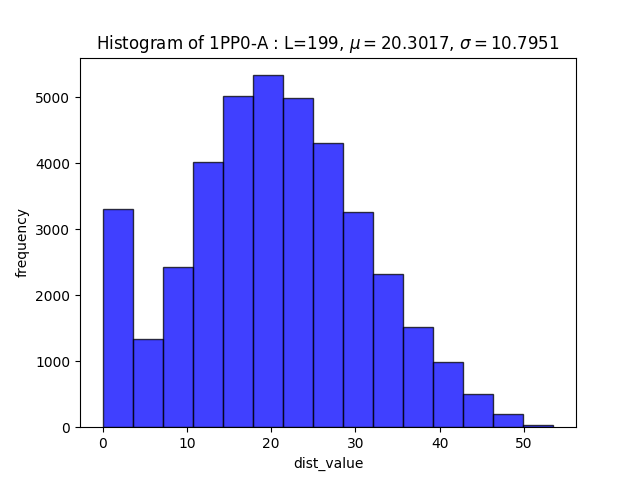 Histogram of 1PP0-A : L=199, μ = 20.3017, σ = 10.7951
5000
4000
3000
2000
1000
0
frequency
0 10 20 30 40 50
dist_value